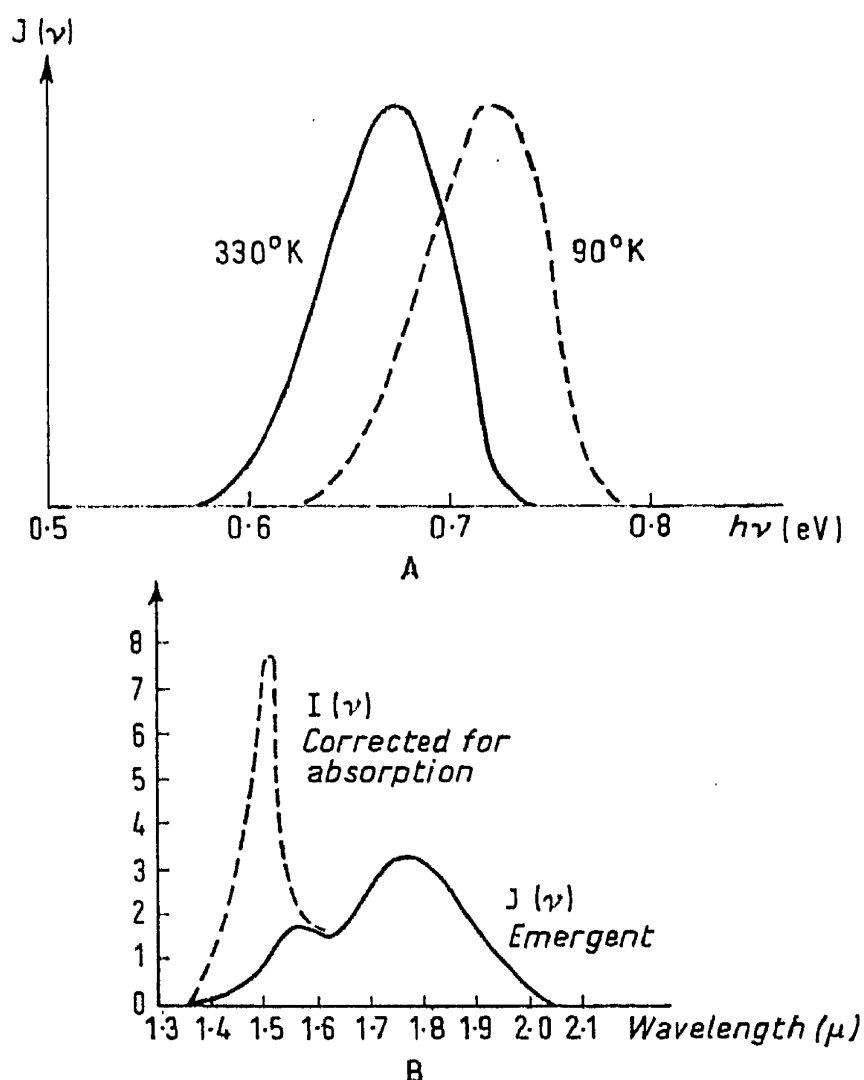 J (ν)
330°K
90°K
0·5 0·6 0·7 0·8 hν (eV)
A
8
7
6
5
4
3
2
1
0
I (ν)
Corrected for
absorption
J (ν)
Emergent
1·3 1·4 1·5 1·6 1·7 1·8 1·9 2·0 2·1 Wavelength (μ)
B